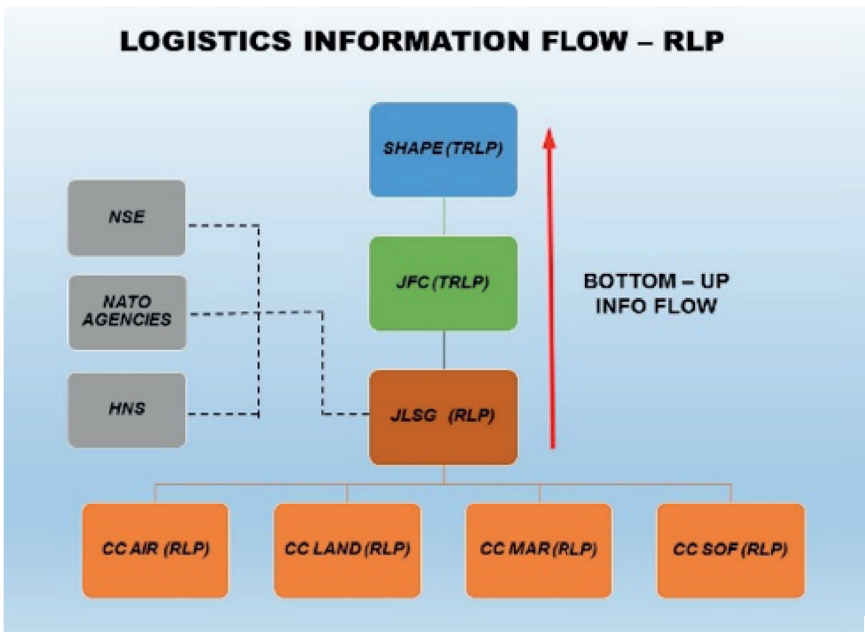 LOGISTICS INFORMATION FLOW – RLP
SHAPE (TRLP)
NSE
JFC (TRLP)
BOTTOM – UP
INFO FLOW
NATO
AGENCIES
HNS
JLSG (RLP)
CC AIR (RLP)
CC LAND (RLP)
CC MAR (RLP)
CC SOF (RLP)